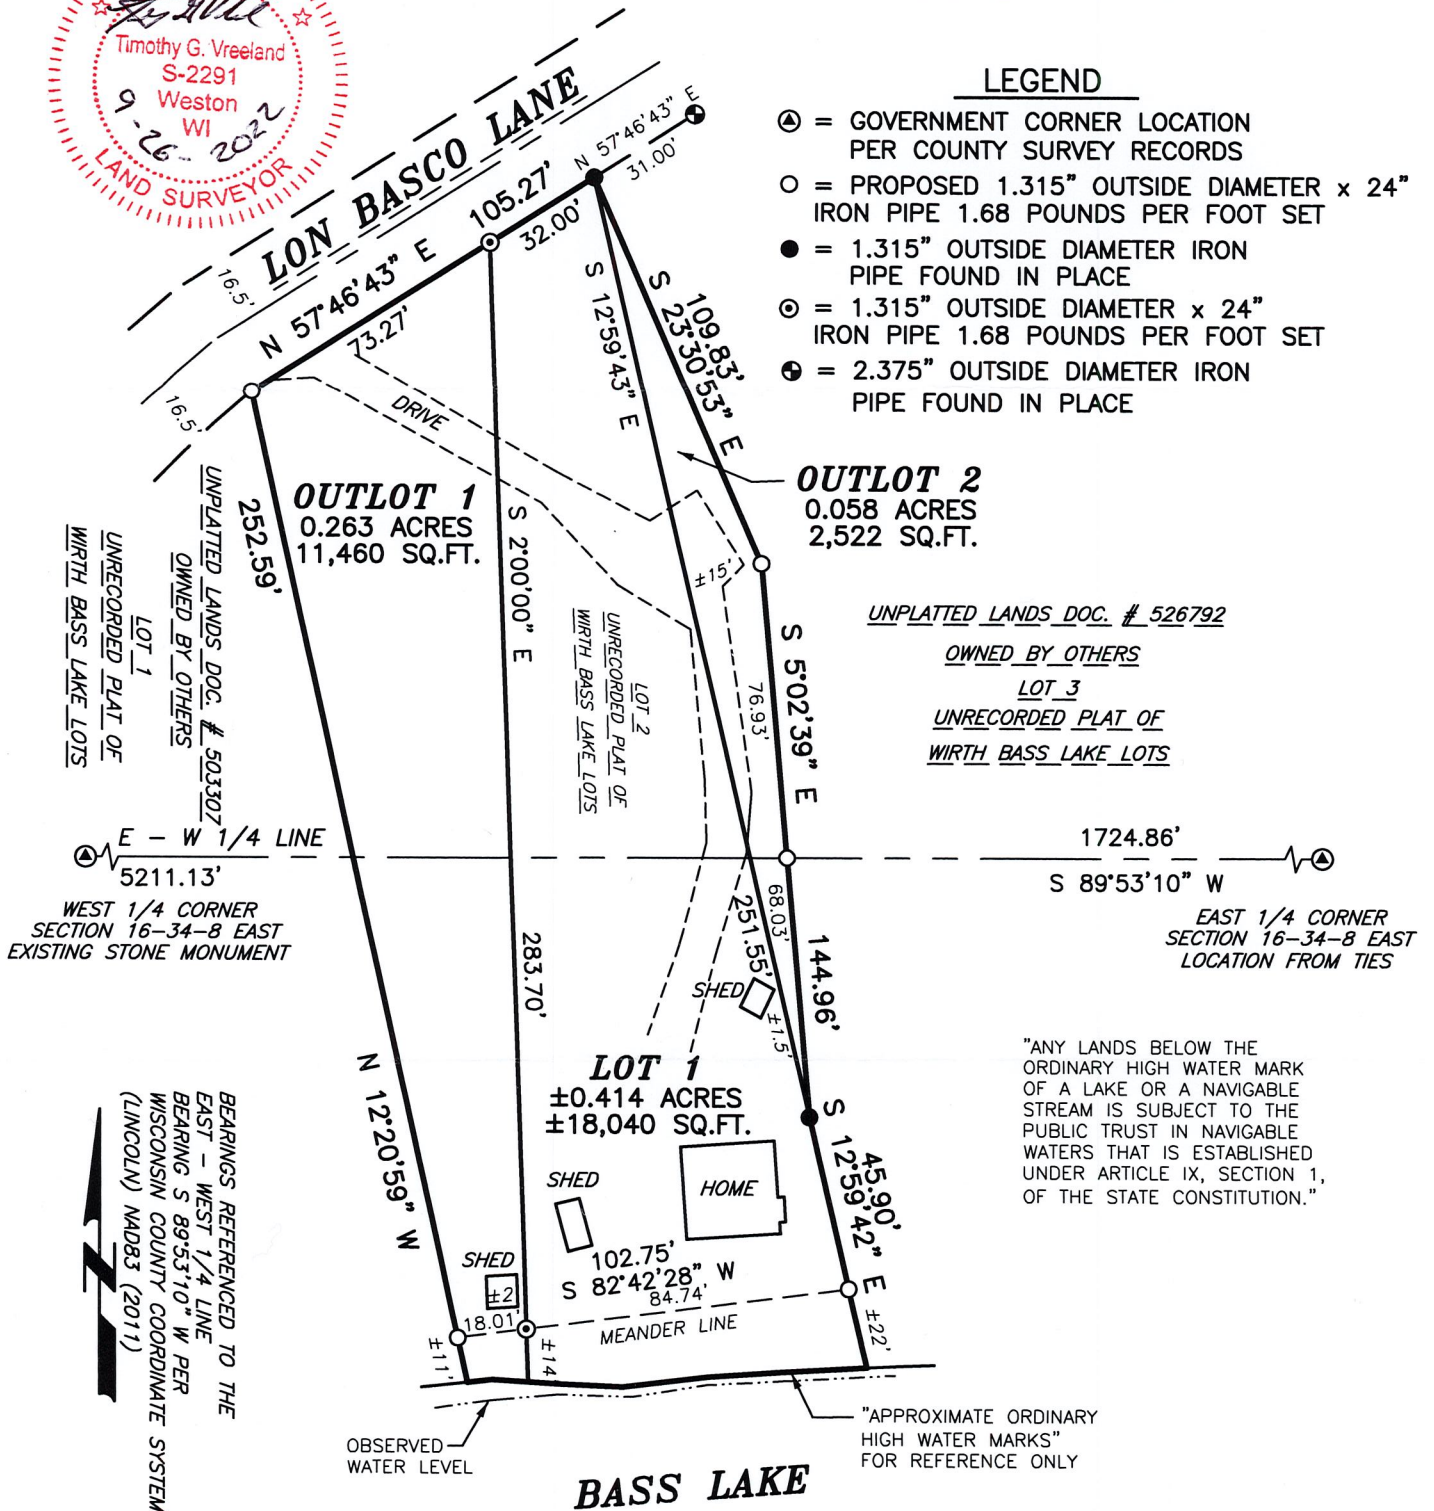 Timothy G. Vreeland
S-2291
Weston
WI
9-26-2022
LAND SURVEYOR
LEGEND
= GOVERNMENT CORNER LOCATION
PER COUNTY SURVEY RECORDS
= PROPOSED 1.315" OUTSIDE DIAMETER x 24"
IRON PIPE 1.68 POUNDS PER FOOT SET
= 1.315" OUTSIDE DIAMETER IRON
PIPE FOUND IN PLACE
= 1.315" OUTSIDE DIAMETER x 24"
IRON PIPE 1.68 POUNDS PER FOOT SET
= 2.375" OUTSIDE DIAMETER IRON
PIPE FOUND IN PLACE
LON BASCO LANE
16.5'
16.5'
N 57°46'43" E
105.27'
73.27'
32.00'
N 57°46'43" E
31.00'
DRIVE
S 12°59'43" E
109.83'
S 23°30'53" E
OUTLOT 1
0.263 ACRES
11,460 SQ.FT.
OUTLOT 2
0.058 ACRES
2,522 SQ.FT.
252.59'
S 2°00'00" E
±15'
UNPLATTED LANDS DOC. # 503307
OWNED BY OTHERS
LOT 1
UNRECORDED PLAT OF
WIRTH BASS LAKE LOTS
LOT 2
UNRECORDED PLAT OF
WIRTH BASS LAKE LOTS
UNPLATTED LANDS DOC. # 526792
OWNED BY OTHERS
LOT 3
UNRECORDED PLAT OF
WIRTH BASS LAKE LOTS
76.93'
S 5°02'39" E
E - W 1/4 LINE
5211.13'
WEST 1/4 CORNER
SECTION 16-34-8 EAST
EXISTING STONE MONUMENT
1724.86'
S 89°53'10" W
EAST 1/4 CORNER
SECTION 16-34-8 EAST
LOCATION FROM TIES
68.03'
144.96'
251.55'
283.70'
SHED
±1.5'
LOT 1
±0.414 ACRES
±18,040 SQ.FT.
N 12°20'59" W
"ANY LANDS BELOW THE
ORDINARY HIGH WATER MARK
OF A LAKE OR A NAVIGABLE
STREAM IS SUBJECT TO THE
PUBLIC TRUST IN NAVIGABLE
WATERS THAT IS ESTABLISHED
UNDER ARTICLE IX, SECTION 1,
OF THE STATE CONSTITUTION."
BEARINGS REFERENCED TO THE
EAST - WEST 1/4 LINE
BEARING S 89°53'10" W PER
WISCONSIN COUNTY COORDINATE SYSTEM
(LINCOLN) NAD83 (2011)
SHED
HOME
45.90'
S 12°59'42" E
SHED
±2
102.75'
S 82°42'28" W
84.74'
18.01'
MEANDER LINE
±11'
±14
±22'
OBSERVED
WATER LEVEL
"APPROXIMATE ORDINARY
HIGH WATER MARKS"
FOR REFERENCE ONLY
BASS LAKE